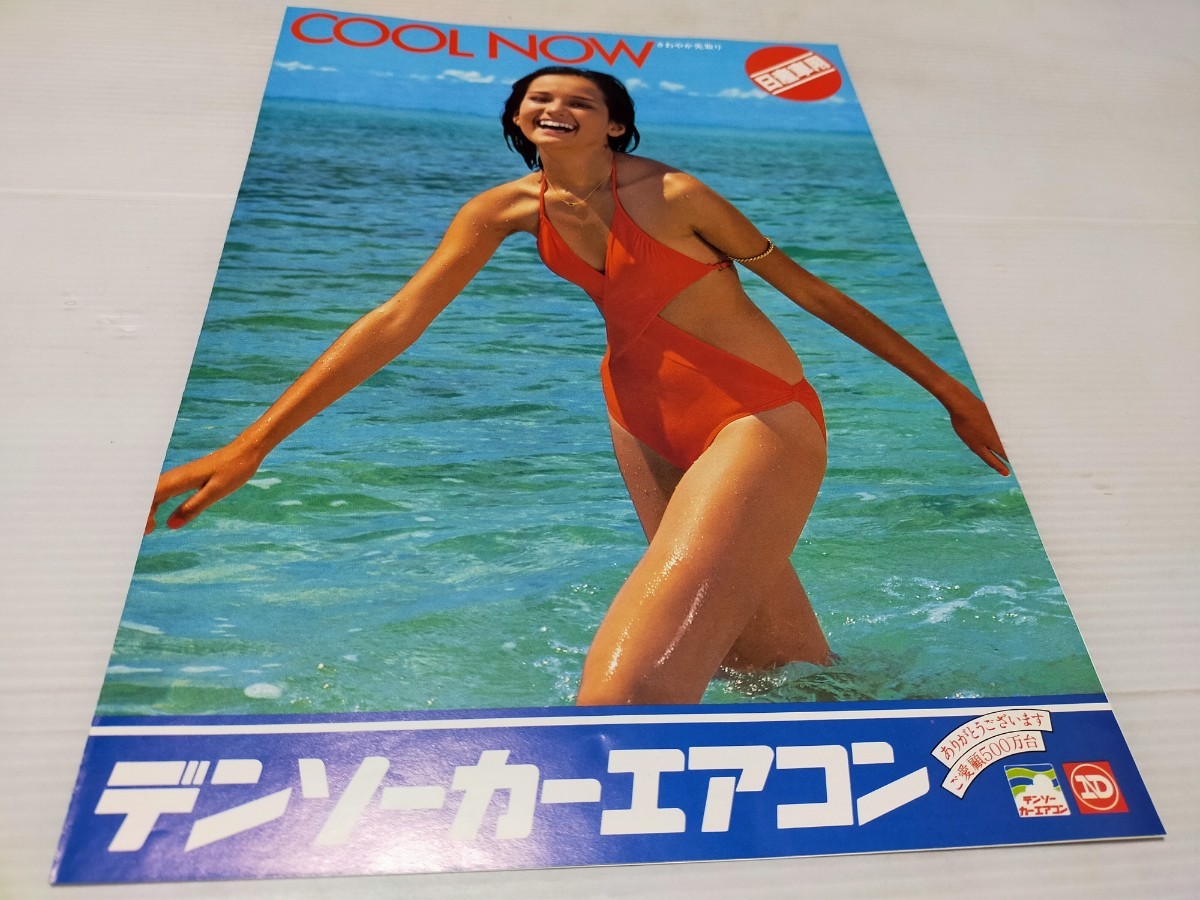 COOL NOW
さわやか先取り
日産車用
デンソーカーエアコン
ありがとうございます
ご愛顧500万台
デンソー
カーエアコン
ND